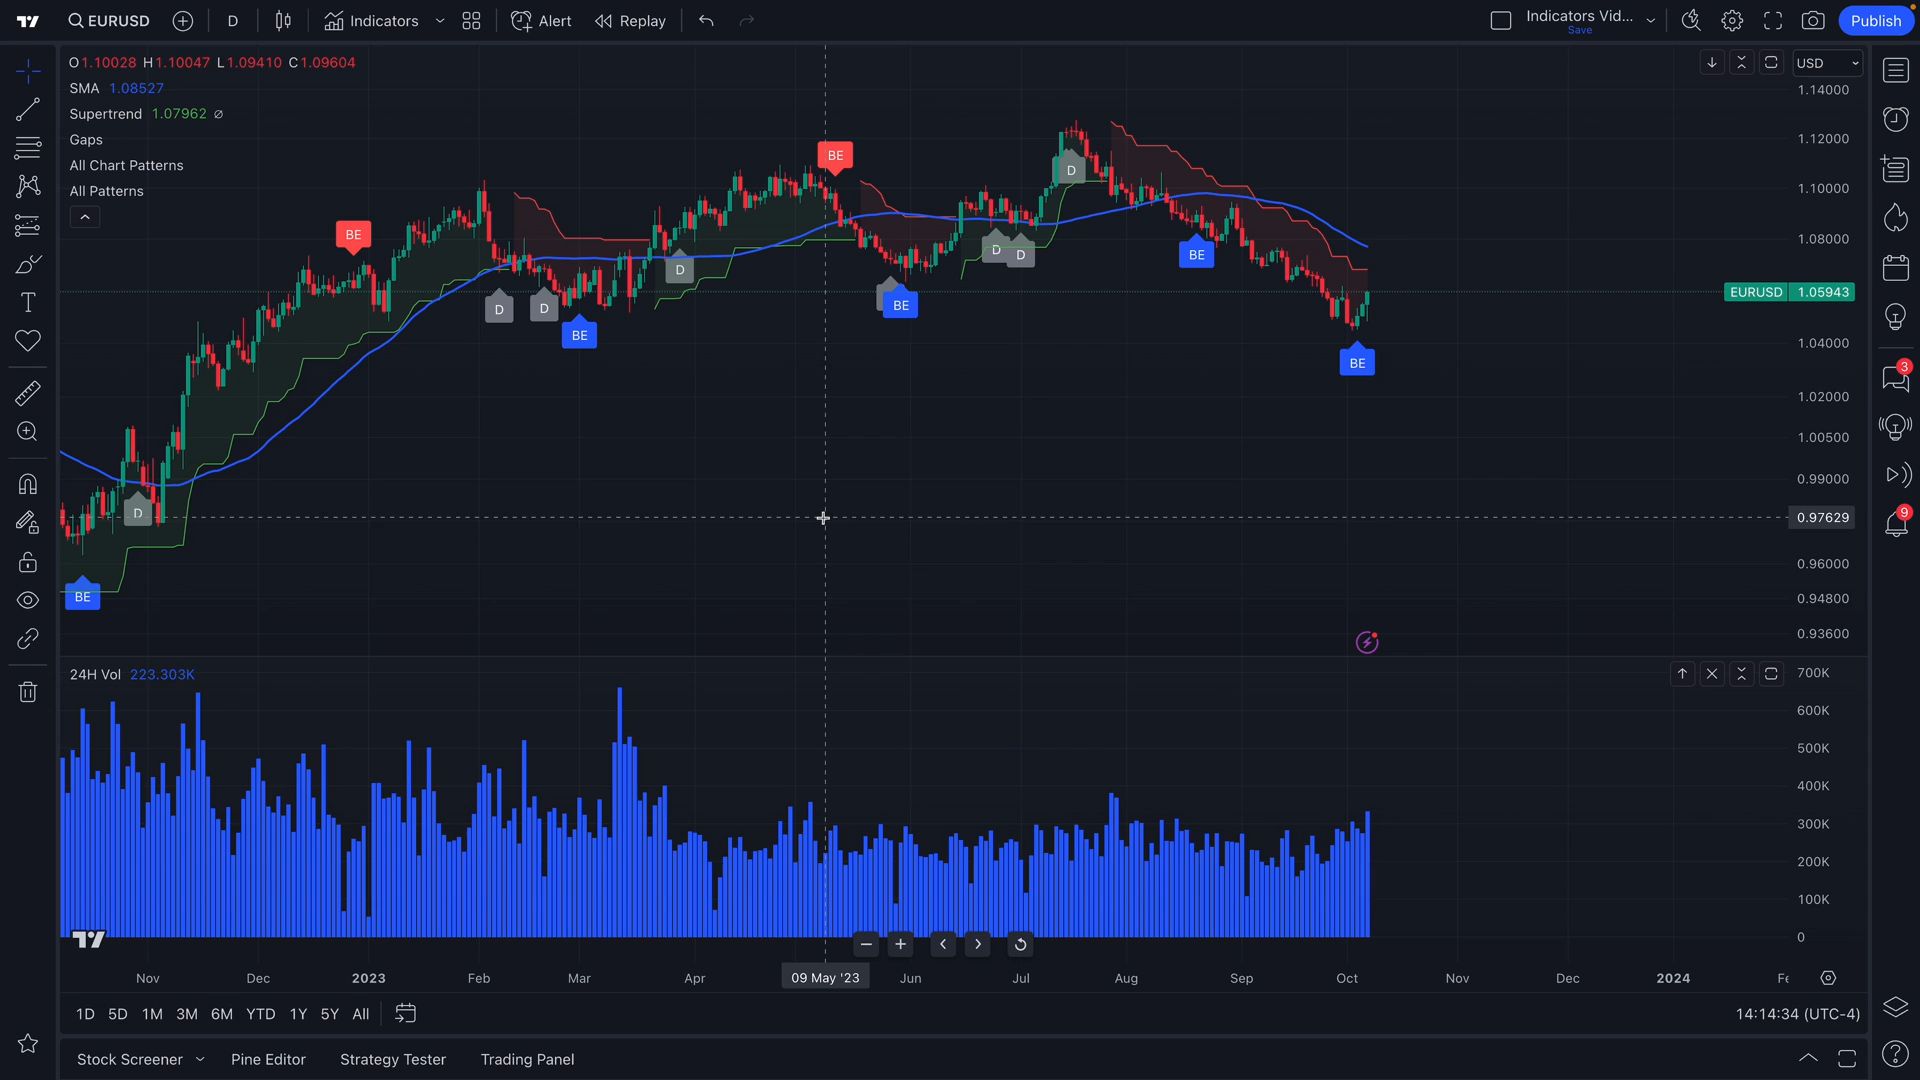 EURUSD D Indicators Alert Replay Indicators Vid... Save Publish
O1.10028 H1.10047 L1.09410 C1.09604
USD
SMA 1.08527
Supertrend 1.07962 ∅
Gaps
All Chart Patterns
All Patterns
1.14000
1.12000
1.10000
1.08000
EURUSD 1.05943
1.04000
1.02000
1.00500
0.99000
0.97629
0.96000
0.94800
0.93600
BE
BE
D
D
D
D
D
BE
BE
D
D
BE
BE
D
BE
3
9
24H Vol 223.303K
700K
600K
500K
400K
300K
200K
100K
0
Nov Dec 2023 Feb Mar Apr 09 May '23 Jun Jul Aug Sep Oct Nov Dec 2024 Fe
1D 5D 1M 3M 6M YTD 1Y 5Y All 14:14:34 (UTC-4)
Stock Screener Pine Editor Strategy Tester Trading Panel